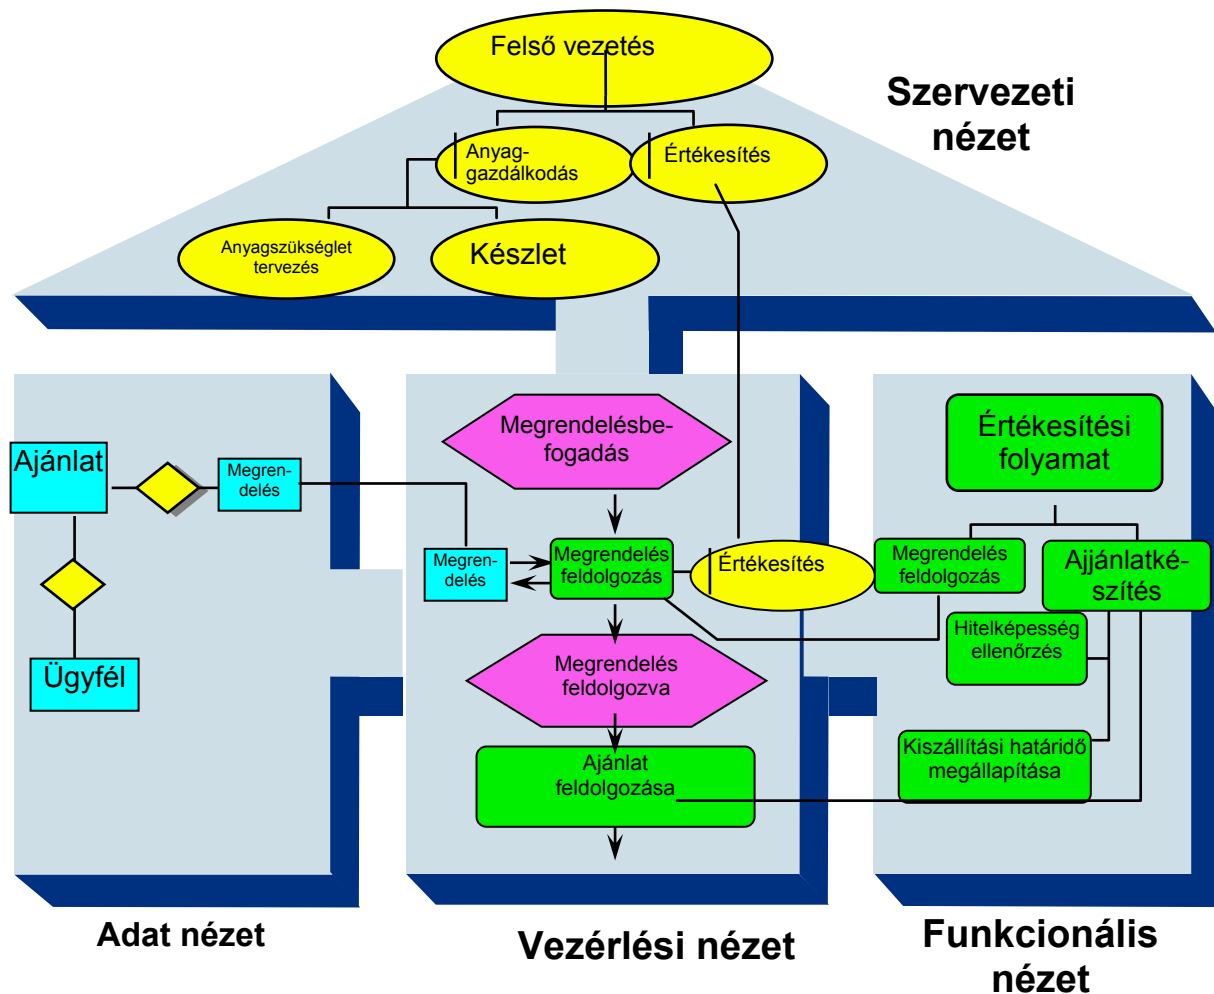 Felső vezetés
Szervezeti
nézet
Anyag-
gazdálkodás
Értékesítés
Anyagszükséglet
tervezés
Készlet
Ajánlat
Megren-
delés
Ügyfél
Adat nézet
Megrendelésbe-
fogadás
Megren-
delés
Megrendelés
feldolgozás
Értékesítés
Megrendelés
feldolgozva
Ajánlat
feldolgozása
Vezérlési nézet
Értékesítési
folyamat
Megrendelés
feldolgozás
Ajjánlatké-
szítés
Hitelképesség
ellenőrzés
Kiszállítási határidő
megállapítása
Funkcionális
nézet